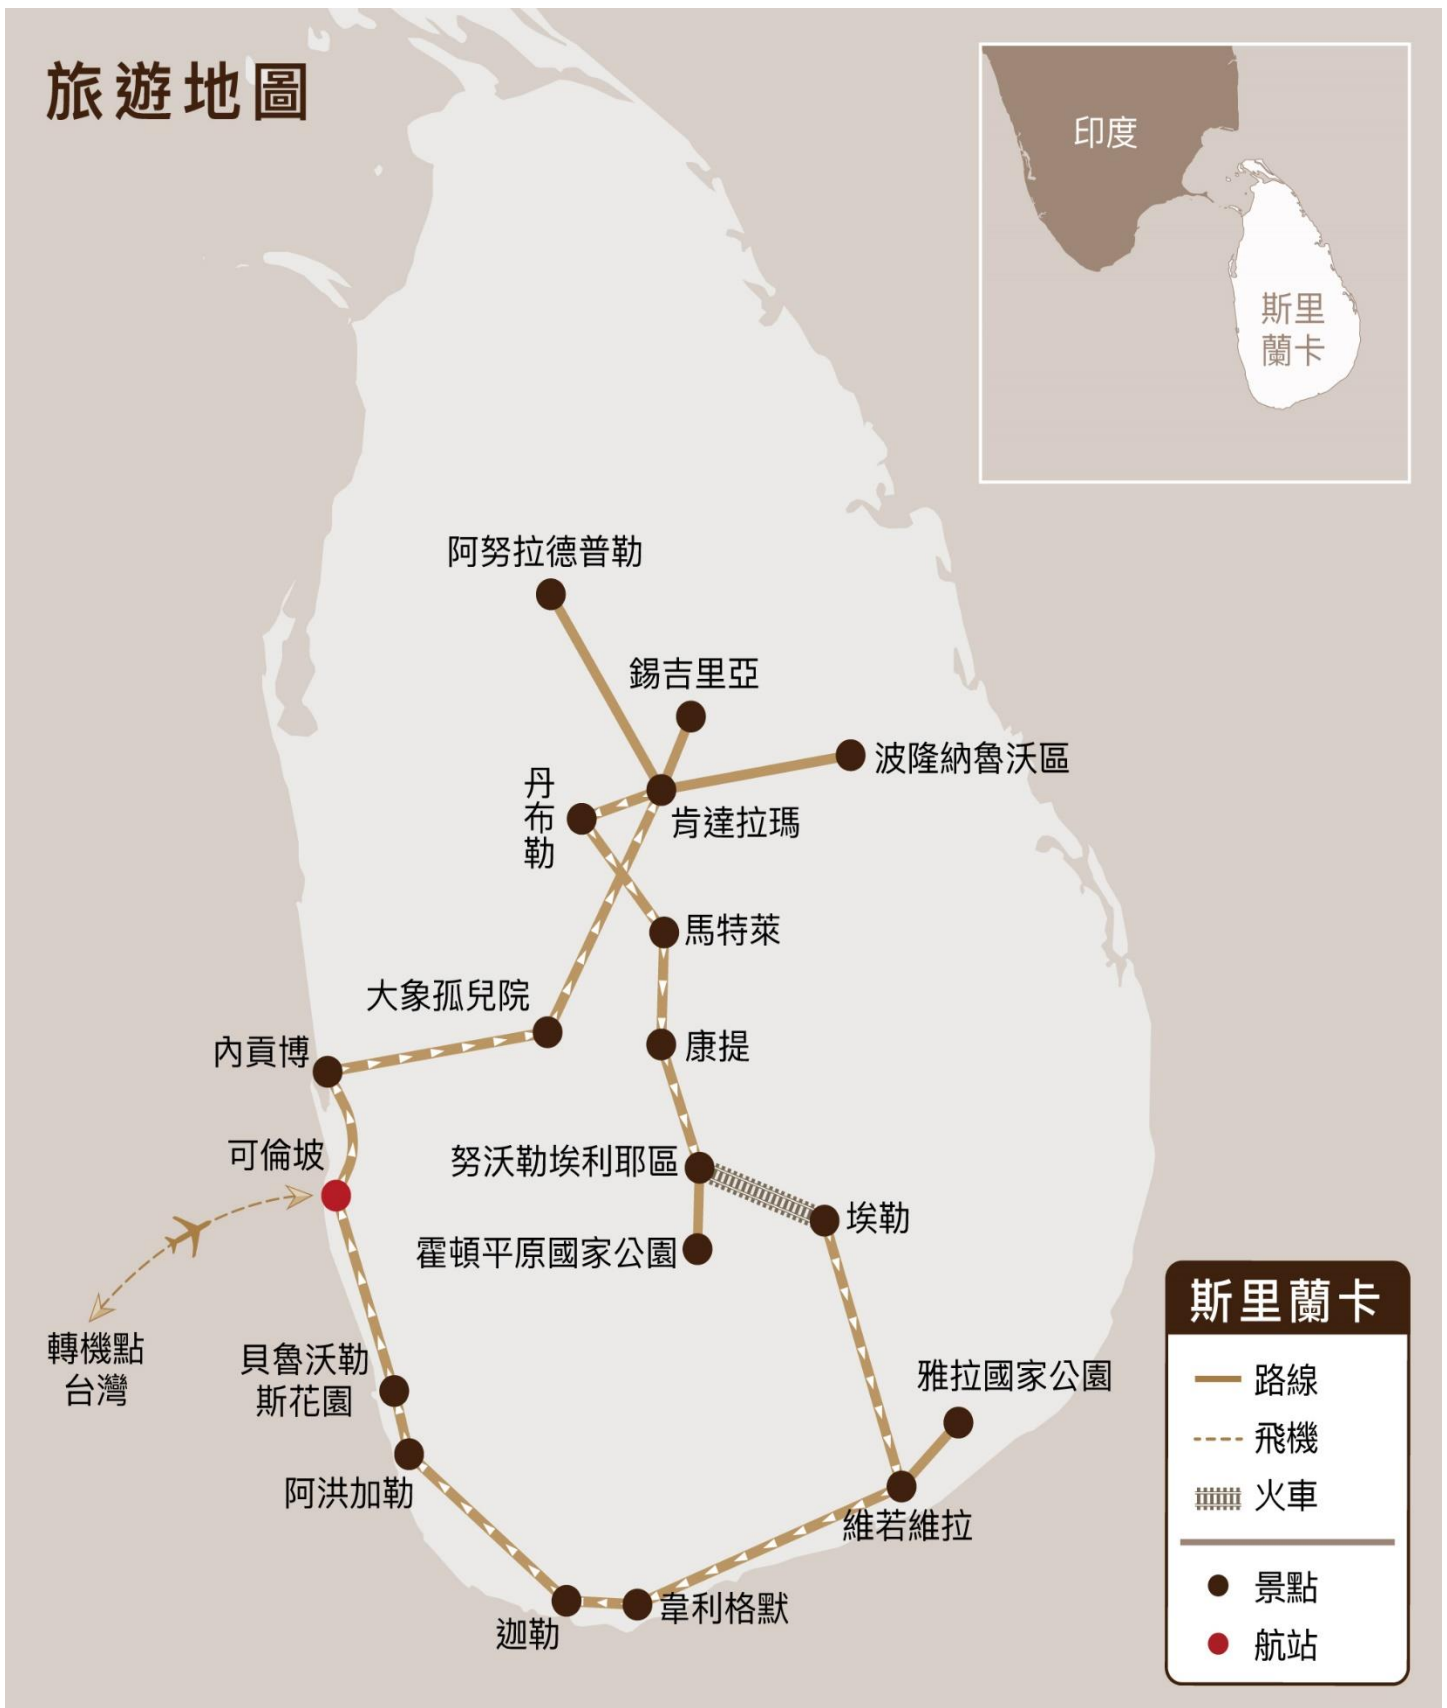 旅遊地圖
印度
斯里
蘭卡
阿努拉德普勒
錫吉里亞
波隆納魯沃區
丹布勒
肯達拉瑪
馬特萊
大象孤兒院
內貢博
康提
可倫坡
努沃勒埃利耶區
埃勒
霍頓平原國家公園
轉機點
台灣
貝魯沃勒
斯花園
雅拉國家公園
阿洪加勒
維若維拉
韋利格默
迦勒
斯里蘭卡
路線
飛機
火車
景點
航站